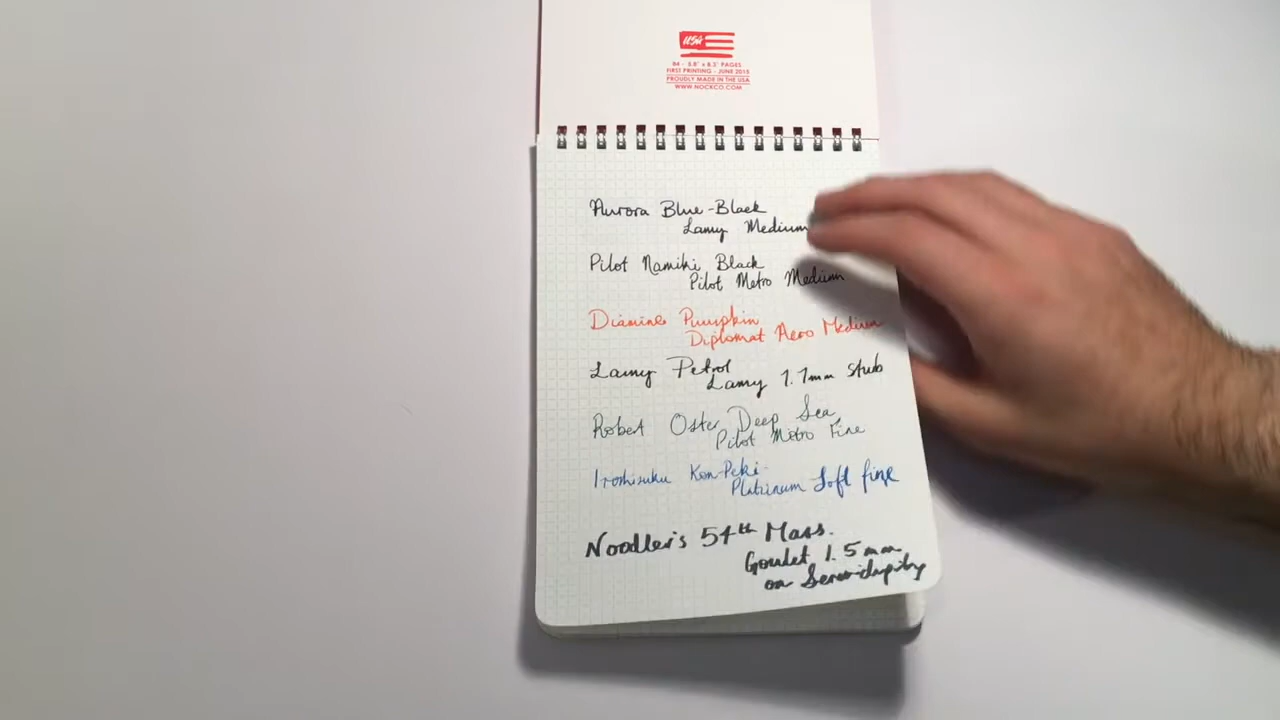 USA
B4 - 5.8" x 8.3" PAGES
FIRST PRINTING - JUNE 2015
PROUDLY MADE IN THE USA
WWW.NOCKCO.COM
Aurora Blue-Black
Lamy Medium
Pilot Namiki Black
Pilot Metro Medium
Diamine Pumpkin
Diplomat Aero Medium
Lamy Petrol
Lamy 1.1mm Stub
Robert Oster Deep Sea
Pilot Metro Fine
Iroshizuku Kon-Peki
Platinum Soft fine
Noodler's 54th Mass.
Goulet 1.5mm
on Serendipity